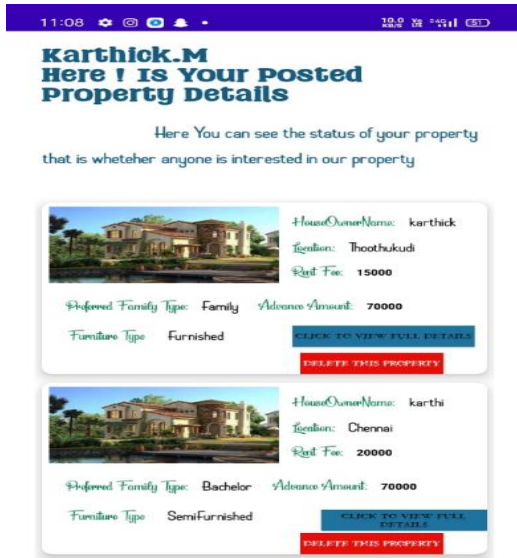 11:08
10.0 KB/S 51
Karthick.M
Here ! Is Your Posted
Property Details
Here You can see the status of your property
that is wheteher anyone is interested in our property
HouseOwnerName: karthick
Location: Thoothukudi
Rent Fee: 15000
Preferred Family Type: Family Advance Amount: 70000
Furniture Type Furnished
CLICK TO VIEW FULL DETAILS
DELETE THIS PROPERTY
HouseOwnerName: karthi
Location: Chennai
Rent Fee: 20000
Preferred Family Type: Bachelor Advance Amount: 70000
Furniture Type SemiFurnished
CLICK TO VIEW FULL
DETAILS
DELETE THIS PROPERTY